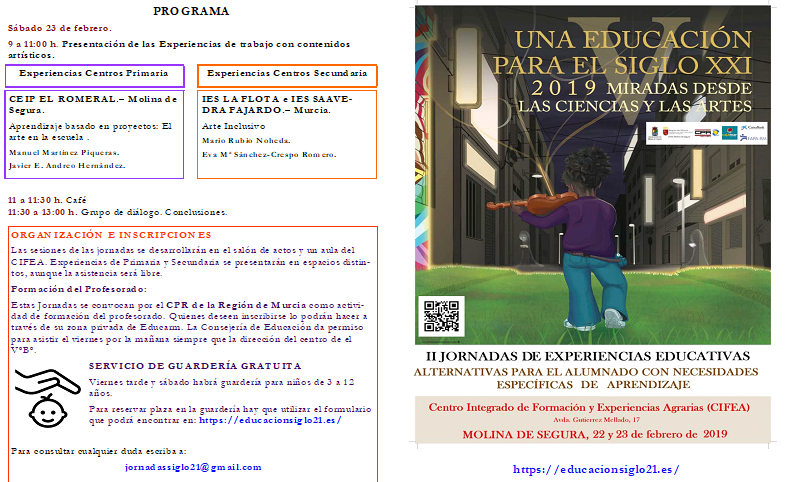 PROGRAMA
Sábado 23 de febrero.
9 a 11:00 h. Presentación de las Experiencias de trabajo con contenidos
artísticos.
Experiencias Centros Primaria
CEIP EL ROMERAL.– Molina de
Segura.
Aprendizaje basado en proyectos: El
arte en la escuela .
Manuel Martínez Piqueras.
Javier E. Andreo Hernández.
Experiencias Centros Secundaria
IES LA FLOTA e IES SAAVE-
DRA FAJARDO.– Murcia.
Arte Inclusivo
Mario Rubio Noheda.
Eva Mª Sánchez-Crespo Romero.
11 a 11:30 h. Café
11:30 a 13:00 h. Grupo de diálogo. Conclusiones.
ORGANIZACIÓN E INSCRIPCIONES
Las sesiones de las jornadas se desarrollarán en el salón de actos y un aula del
CIFEA. Experiencias de Primaria y Secundaria se presentarán en espacios distin-
tos, aunque la asistencia será libre.
Formación del Profesorado:
Estas Jornadas se convocan por el CPR de la Región de Murcia como activi-
dad de formación del profesorado. Quienes deseen inscribirse lo podrán hacer a
través de su zona privada de Educarm. La Consejería de Educación da permiso
para asistir el viernes por la mañana siempre que la dirección del centro de el
VºBº.
SERVICIO DE GUARDERÍA GRATUITA
Viernes tarde y sábado habrá guardería para niños de 3 a 12
años.
Para reservar plaza en la guardería hay que utilizar el formulario
que podrá encontrar en: https://educacionsiglo21.es/
Para consultar cualquier duda escriba a:
jornadassiglo21@gmail.com
V
UNA EDUCACIÓN
PARA EL SIGLO XXI
2019 MIRADAS DESDE
LAS CIENCIAS Y LAS ARTES
II JORNADAS DE EXPERIENCIAS EDUCATIVAS
ALTERNATIVAS PARA EL ALUMNADO CON NECESIDADES
ESPECÍFICAS DE APRENDIZAJE
Centro Integrado de Formación y Experiencias Agrarias (CIFEA)
Avda. Gutierrez Mellado, 17
MOLINA DE SEGURA, 22 y 23 de febrero de 2019
https://educacionsiglo21.es/